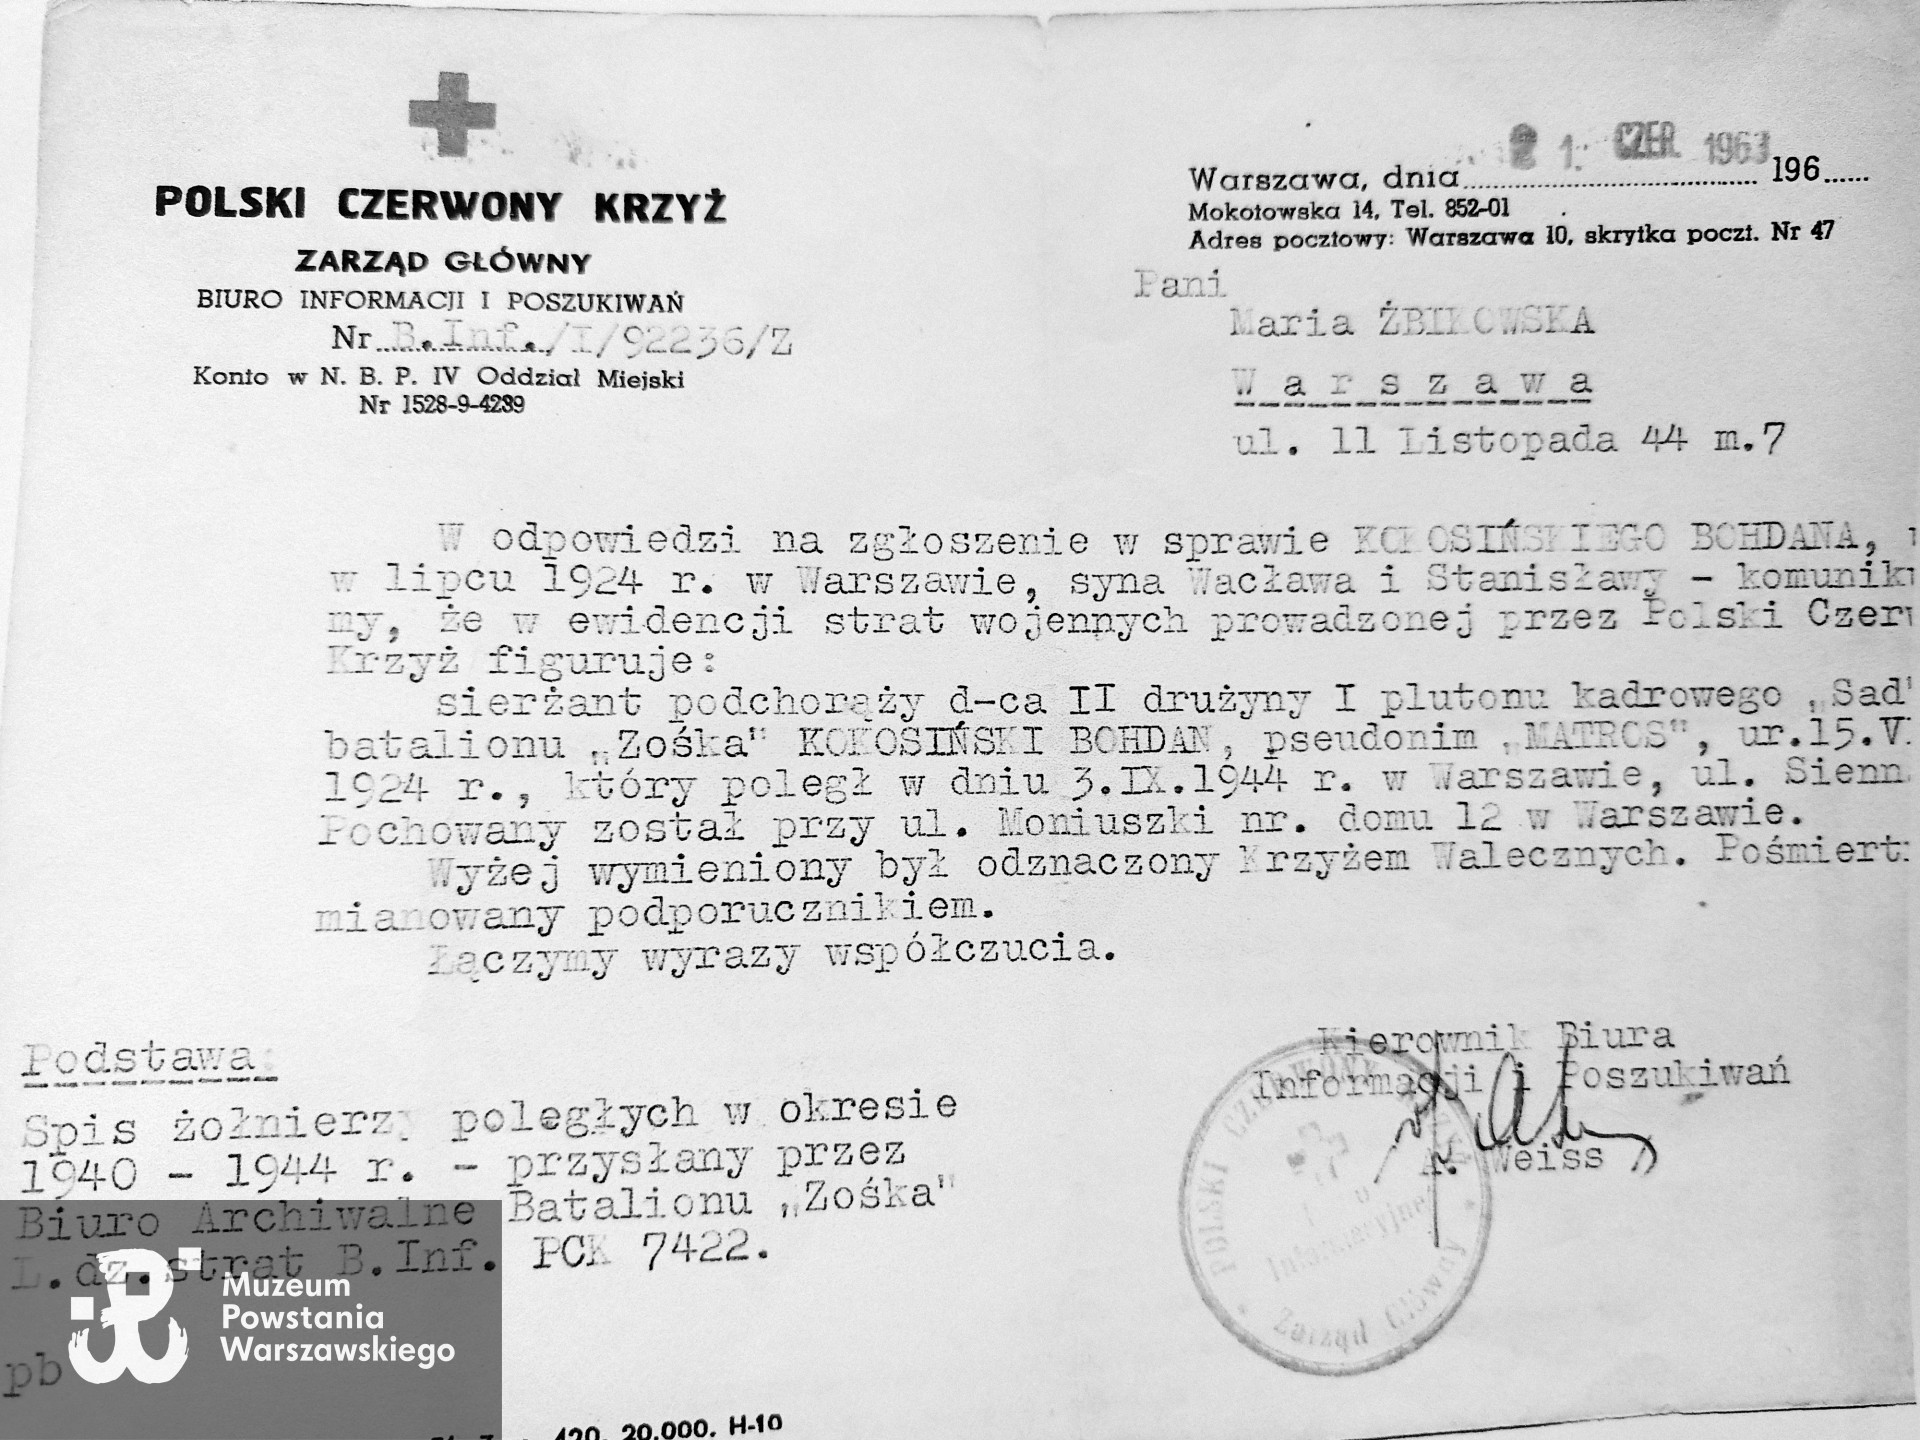 POLSKI CZERWONY KRZYŻ
ZARZĄD GŁÓWNY
BIURO INFORMACJI I POSZUKIWAŃ
Nr B.Inf./I/92236/Z
Konto w N. B. P. IV Oddział Miejski
Nr 1528-9-4239
1. CZER. 1963
Warszawa, dnia 196
Mokotowska 14, Tel. 852-01
Adres pocztowy: Warszawa 10, skrytka poczt. Nr 47
Pani
Maria ŻBIKOWSKA
W a r s z a w a
ul. 11 Listopada 44 m.7
W odpowiedzi na zgłoszenie w sprawie KOKOSIŃSKIEGO BOHDANA,
w lipcu 1924 r. w Warszawie, syna Wacława i Stanisławy - komuniku
my, że w ewidencji strat wojennych prowadzonej przez Polski Czerw
Krzyż figuruje:
sierżant podchorąży d-ca II drużyny I plutonu kadrowego „Sad"
batalionu „Zośka" KOKOSIŃSKI BOHDAN, pseudonim „MATROS", ur.15.VI
1924 r., który poległ w dniu 3.IX.1944 r. w Warszawie, ul. Sienn
Pochowany został przy ul. Moniuszki nr. domu 12 w Warszawie.
Wyżej wymieniony był odznaczony Krzyżem Walecznych. Pośmiertn
mianowany podporucznikiem.
Łączymy wyrazy współczucia.
Podstawa:
Spis żołnierzy poległych w okresie
1940 - 1944 r. - przysłany przez
Biuro Archiwalne Batalionu „Zośka"
L.dz.strat B.Inf. PCK 7422.
pb
Kierownik Biura
Informacji i Poszukiwań
A. Weiss
POLSKI CZERWONY KRZYŻ
Informacyjne
Zarząd Główny
Muzeum
Powstania
Warszawskiego
420. 20.000. H-10